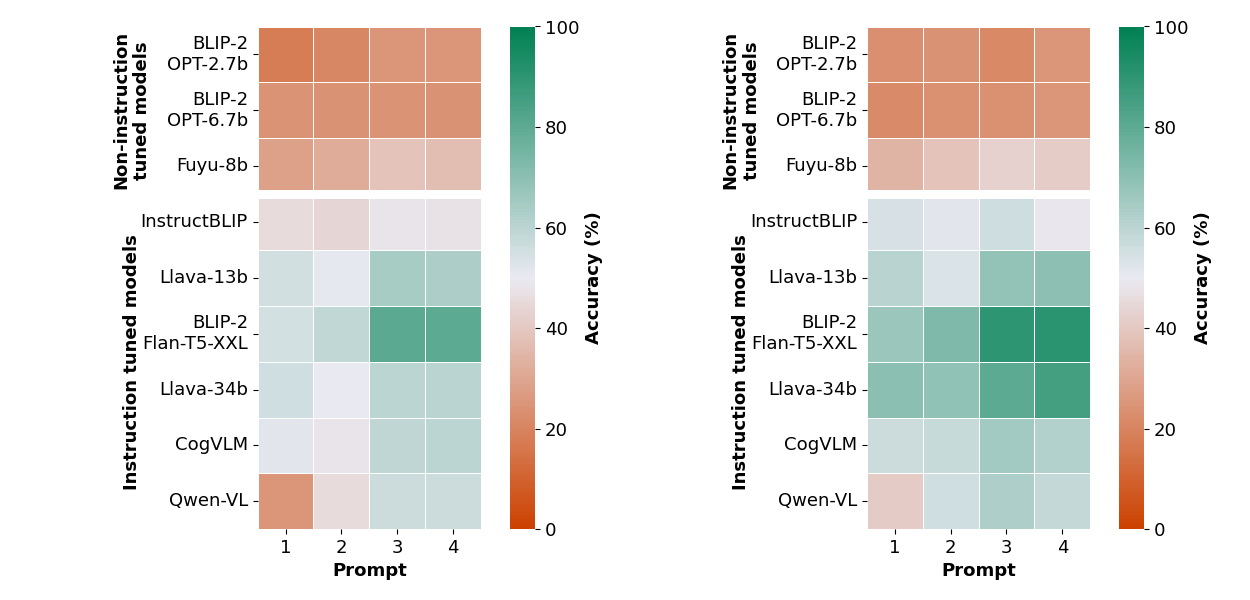 Non-instruction
tuned models
BLIP-2
OPT-2.7b
BLIP-2
OPT-6.7b
Fuyu-8b
Instruction tuned models
InstructBLIP
Llava-13b
BLIP-2
Flan-T5-XXL
Llava-34b
CogVLM
Qwen-VL
1 2 3 4
Prompt
100
80
60
40
20
0
Accuracy (%)
Non-instruction
tuned models
BLIP-2
OPT-2.7b
BLIP-2
OPT-6.7b
Fuyu-8b
Instruction tuned models
InstructBLIP
Llava-13b
BLIP-2
Flan-T5-XXL
Llava-34b
CogVLM
Qwen-VL
1 2 3 4
Prompt
100
80
60
40
20
0
Accuracy (%)